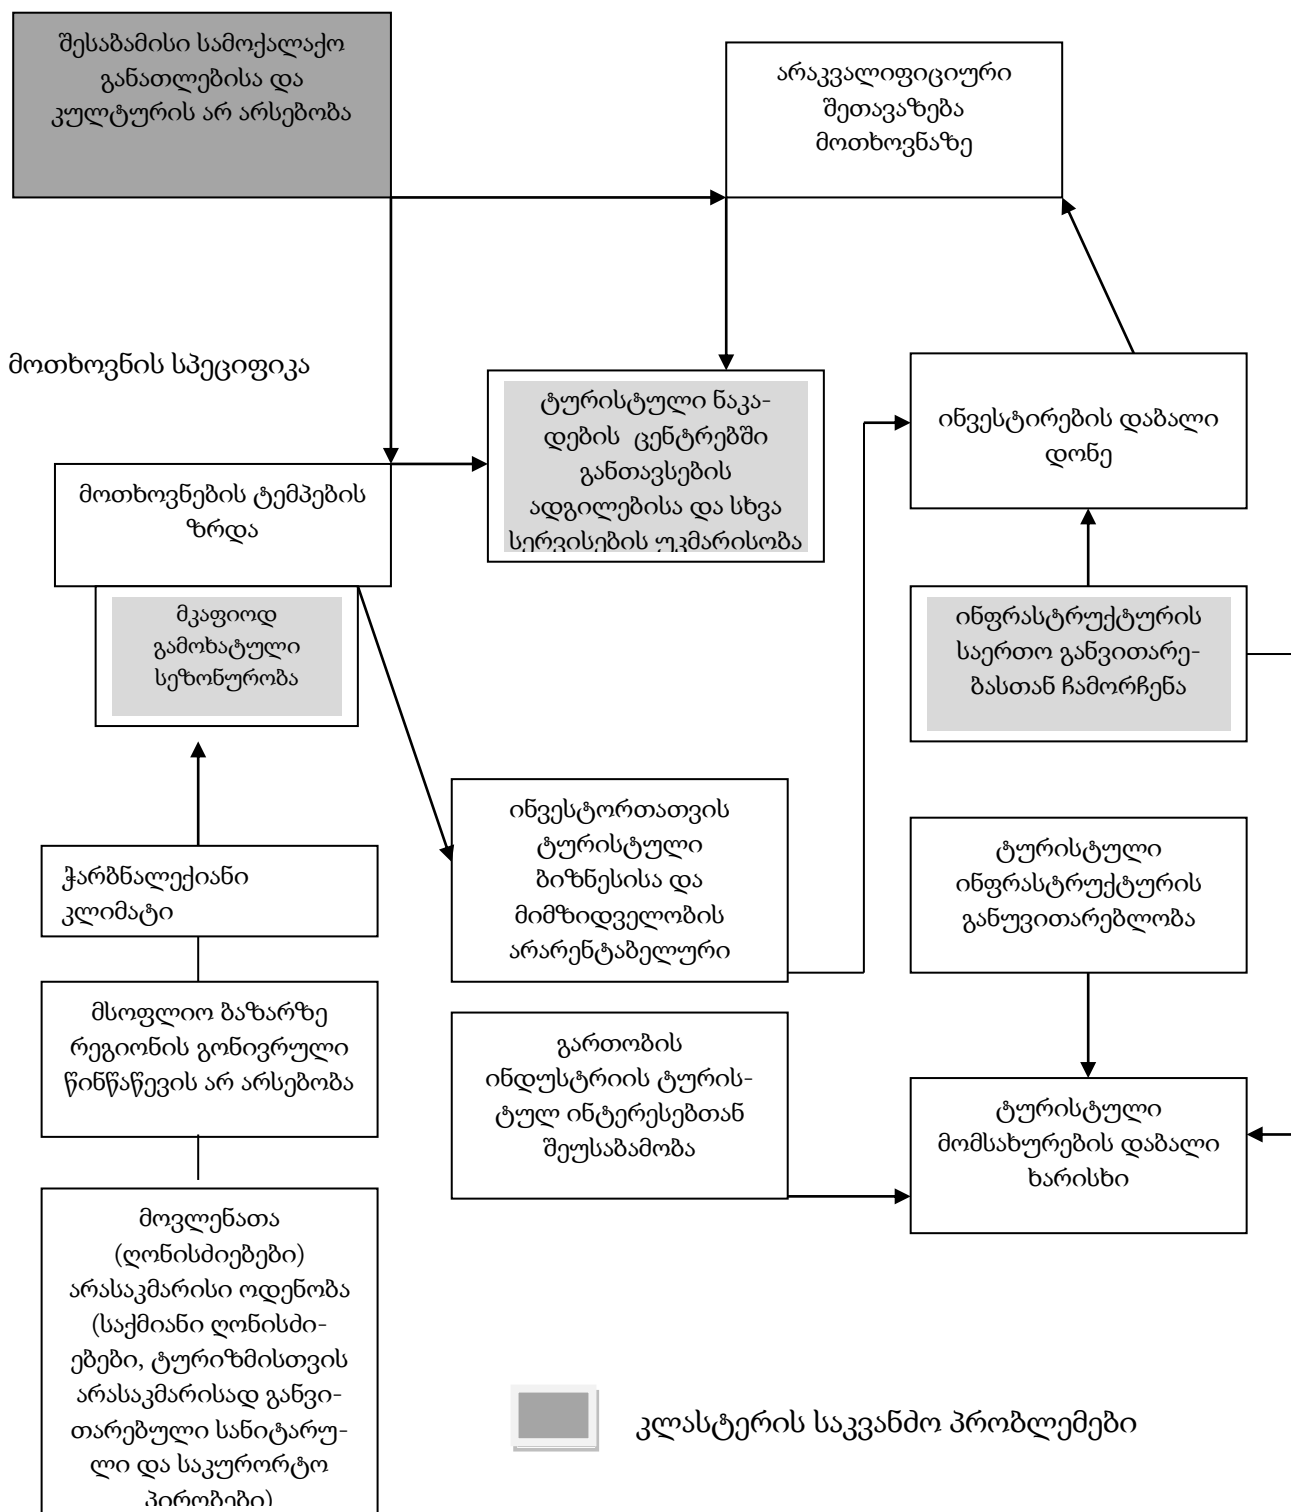 შესაბამისი სამოქალაქო
განათლებისა და
კულტურის არ არსებობა
არაკვალიფიციური
შეთავაზება
მოთხოვნაზე
მოთხოვნის სპეციფიკა
ტურისტული ნაკა-
დების ცენტრებში
განთავსების
ადგილებისა და სხვა
სერვისების უკმარისობა
ინვესტირების დაბალი
დონე
მოთხოვნების ტემპების
ზრდა
მკაფიოდ
გამოხატული
სეზონურობა
ინფრასტრუქტურის
საერთო განვითარე-
ბასთან ჩამორჩენა
ინვესტორთათვის
ტურისტული
ბიზნესისა და
მიმზიდველობის
არარენტაბელური
ტურისტული
ინფრასტრუქტურის
განუვითარებლობა
ჭარბნალექიანი
კლიმატი
მსოფლიო ბაზარზე
რეგიონის გონივრული
წინწაწევის არ არსებობა
გართობის
ინდუსტრიის ტურის-
ტულ ინტერესებთან
შეუსაბამობა
ტურისტული
მომსახურების დაბალი
ხარისხი
მოვლენათა
(ღონისძიებები)
არასაკმარისი ოდენობა
(საქმიანი ღონისძი-
ებები, ტურიზმისთვის
არასაკმარისად განვი-
თარებული სანიტარუ-
ლი და საკურორტო
პირობები)
კლასტერის საკვანძო პრობლემები